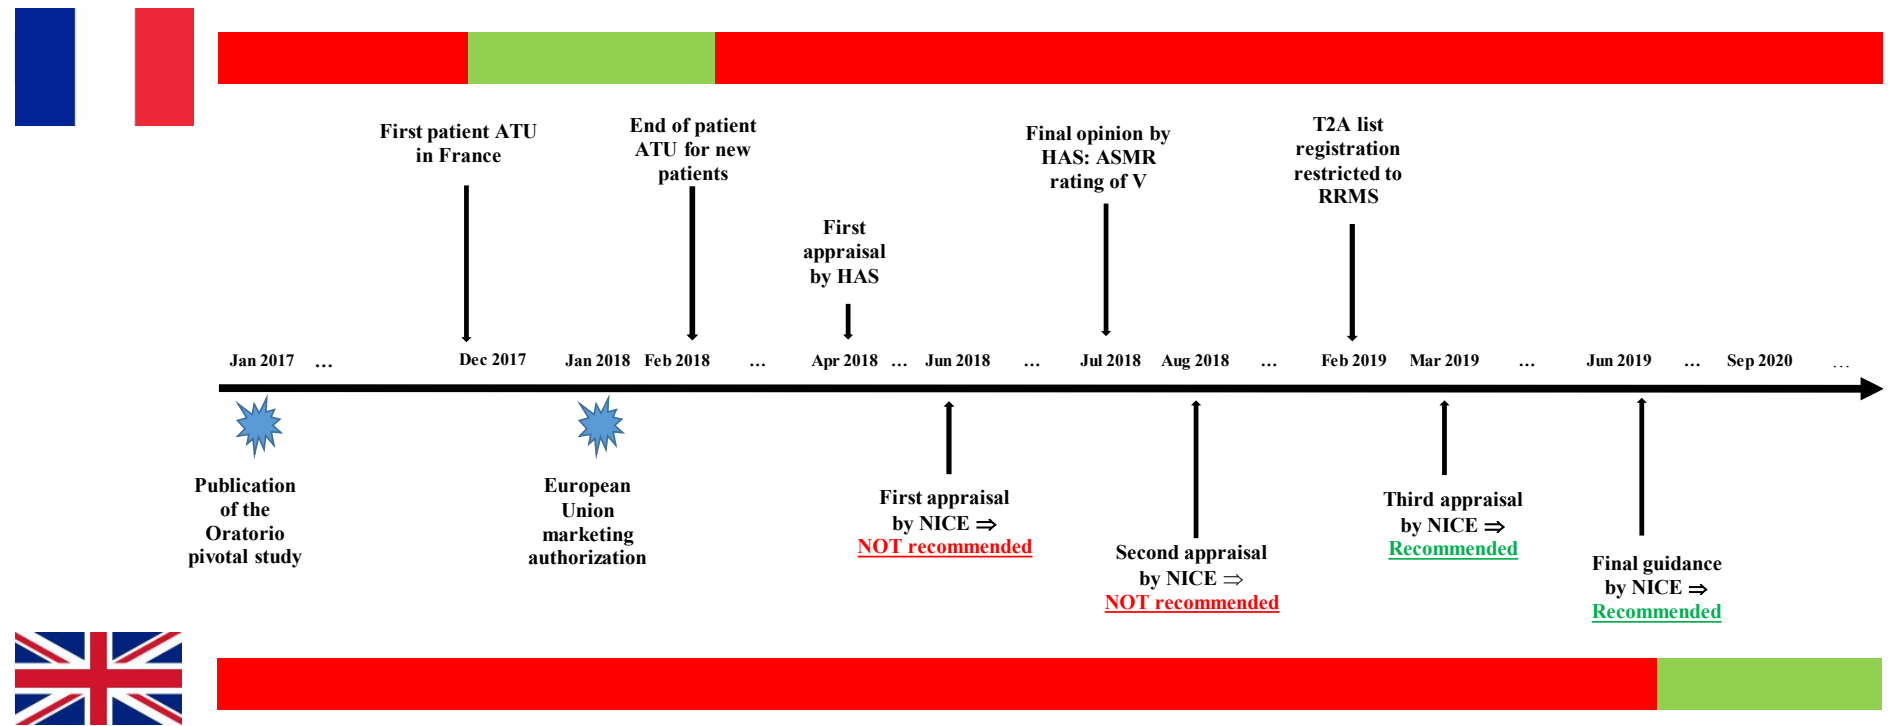 First patient ATU
in France
End of patient
ATU for new
patients
First
appraisal
by HAS
Final opinion by
HAS: ASMR
rating of V
T2A list
registration
restricted to
RRMS
Jan 2017 ... Dec 2017 Jan 2018 Feb 2018 ... Apr 2018 ... Jun 2018 ... Jul 2018 Aug 2018 ... Feb 2019 Mar 2019 ... Jun 2019 ... Sep 2020 ...
Publication
of the
Oratorio
pivotal study
European
Union
marketing
authorization
First appraisal
by NICE ⇒
NOT recommended
Second appraisal
by NICE ⇒
NOT recommended
Third appraisal
by NICE ⇒
Recommended
Final guidance
by NICE ⇒
Recommended